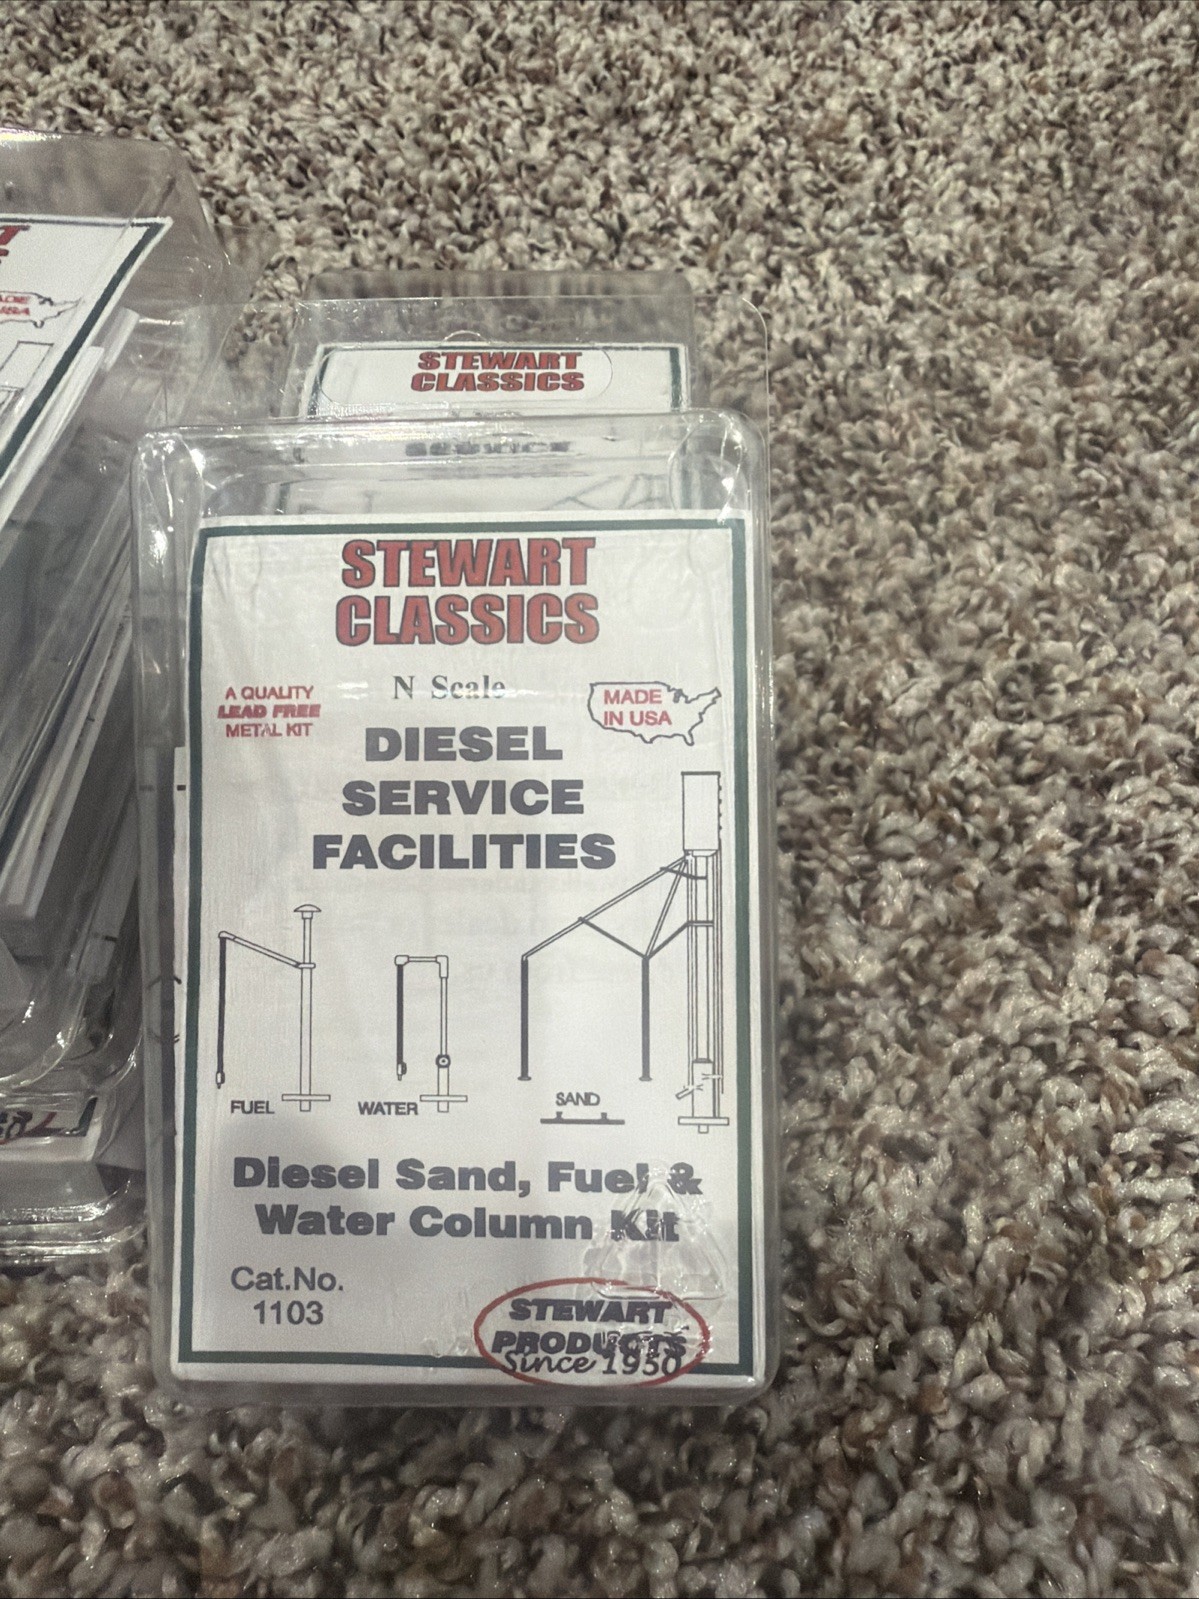 STEWART
CLASSICS
SERVICE
STEWART
CLASSICS
A QUALITY
LEAD FREE
METAL KIT
N Scale
MADE
IN USA
DIESEL
SERVICE
FACILITIES
FUEL
WATER
SAND
Diesel Sand, Fuel &
Water Column Kit
Cat.No.
1103
STEWART
PRODUCTS
Since 1950